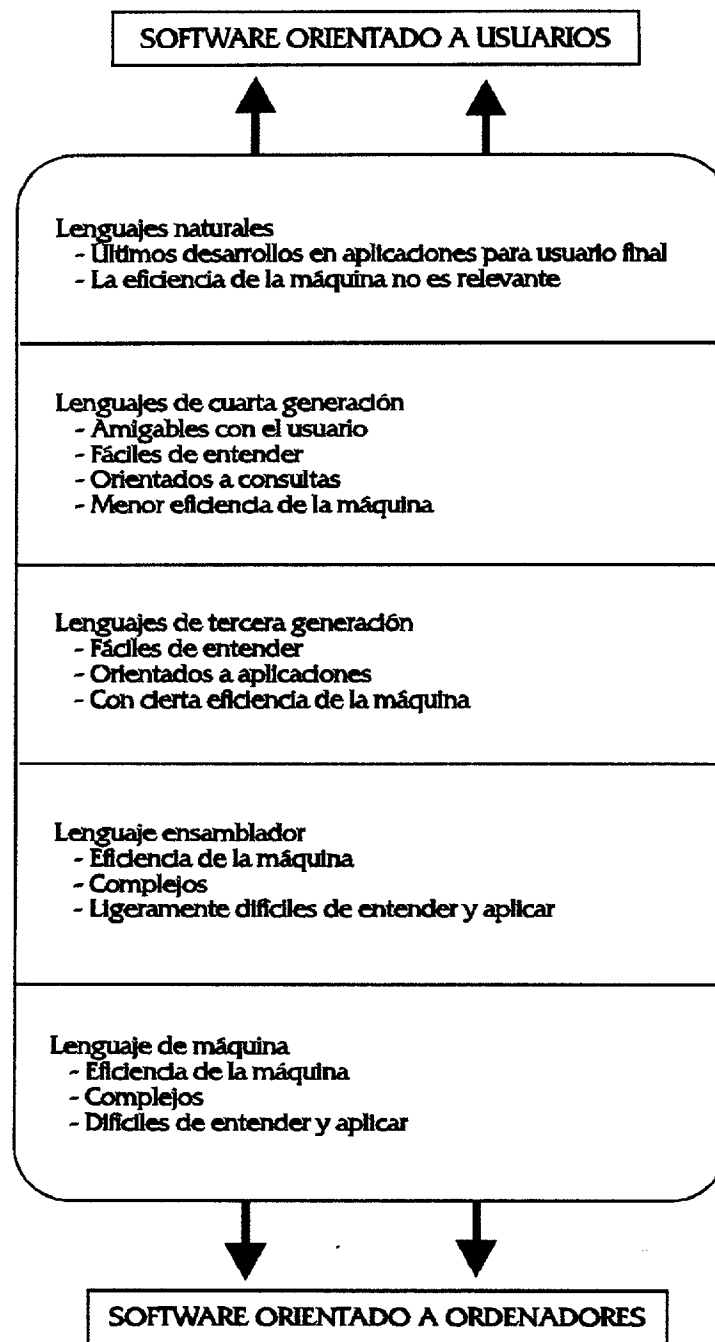 SOFTWARE ORIENTADO A USUARIOS
Lenguajes naturales
- Últimos desarrollos en aplicaciones para usuario final
- La eficiencia de la máquina no es relevante
Lenguajes de cuarta generación
- Amigables con el usuario
- Fáciles de entender
- Orientados a consultas
- Menor eficiencia de la máquina
Lenguajes de tercera generación
- Fáciles de entender
- Orientados a aplicaciones
- Con cierta eficiencia de la máquina
Lenguaje ensamblador
- Eficiencia de la máquina
- Complejos
- Ligeramente difíciles de entender y aplicar
Lenguaje de máquina
- Eficiencia de la máquina
- Complejos
- Difíciles de entender y aplicar
SOFTWARE ORIENTADO A ORDENADORES